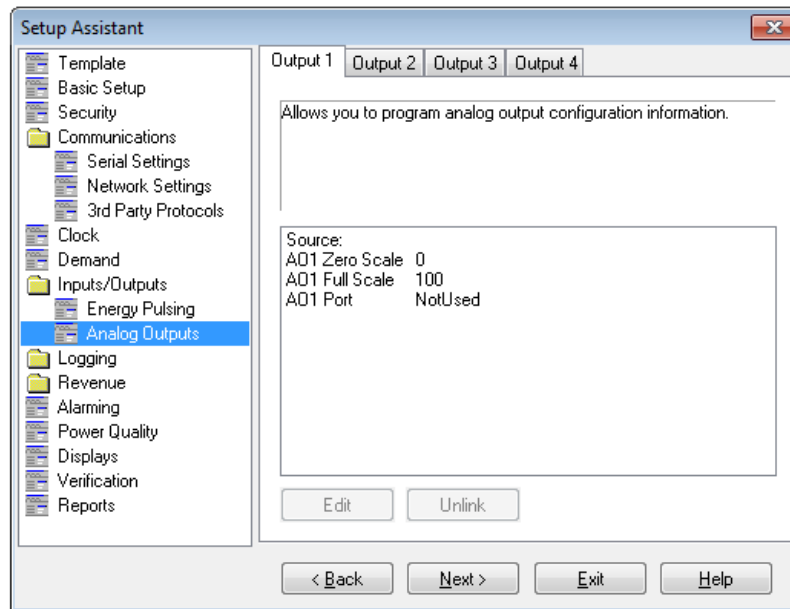 Setup Assistant
Template
Basic Setup
Security
Communications
Serial Settings
Network Settings
3rd Party Protocols
Clock
Demand
Inputs/Outputs
Energy Pulsing
Analog Outputs
Logging
Revenue
Alarming
Power Quality
Displays
Verification
Reports
Output 1 Output 2 Output 3 Output 4
Allows you to program analog output configuration information.
Source:
AO1 Zero Scale 0
AO1 Full Scale 100
AO1 Port NotUsed
Edit Unlink
< Back Next > Exit Help